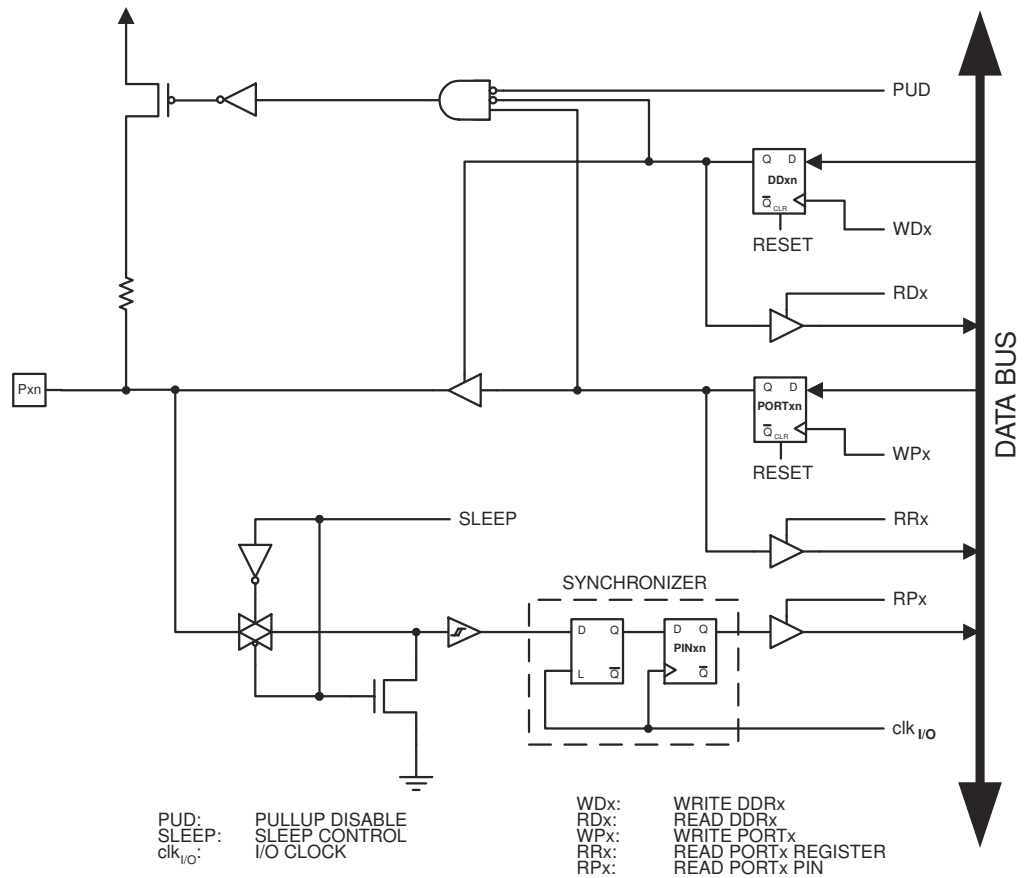 PUD
Q D
DDxn
Q CLR
WDx
RESET
RDx
Pxn
Q D
PORTxn
Q CLR
WPx
RESET
DATA BUS
SLEEP
RRx
SYNCHRONIZER
RPx
D Q
D Q
PINxn
L Q
Q
clk I/O
PUD: PULLUP DISABLE
SLEEP: SLEEP CONTROL
clk I/O: I/O CLOCK
WDx: WRITE DDRx
RDx: READ DDRx
WPx: WRITE PORTx
RRx: READ PORTx REGISTER
RPx: READ PORTx PIN